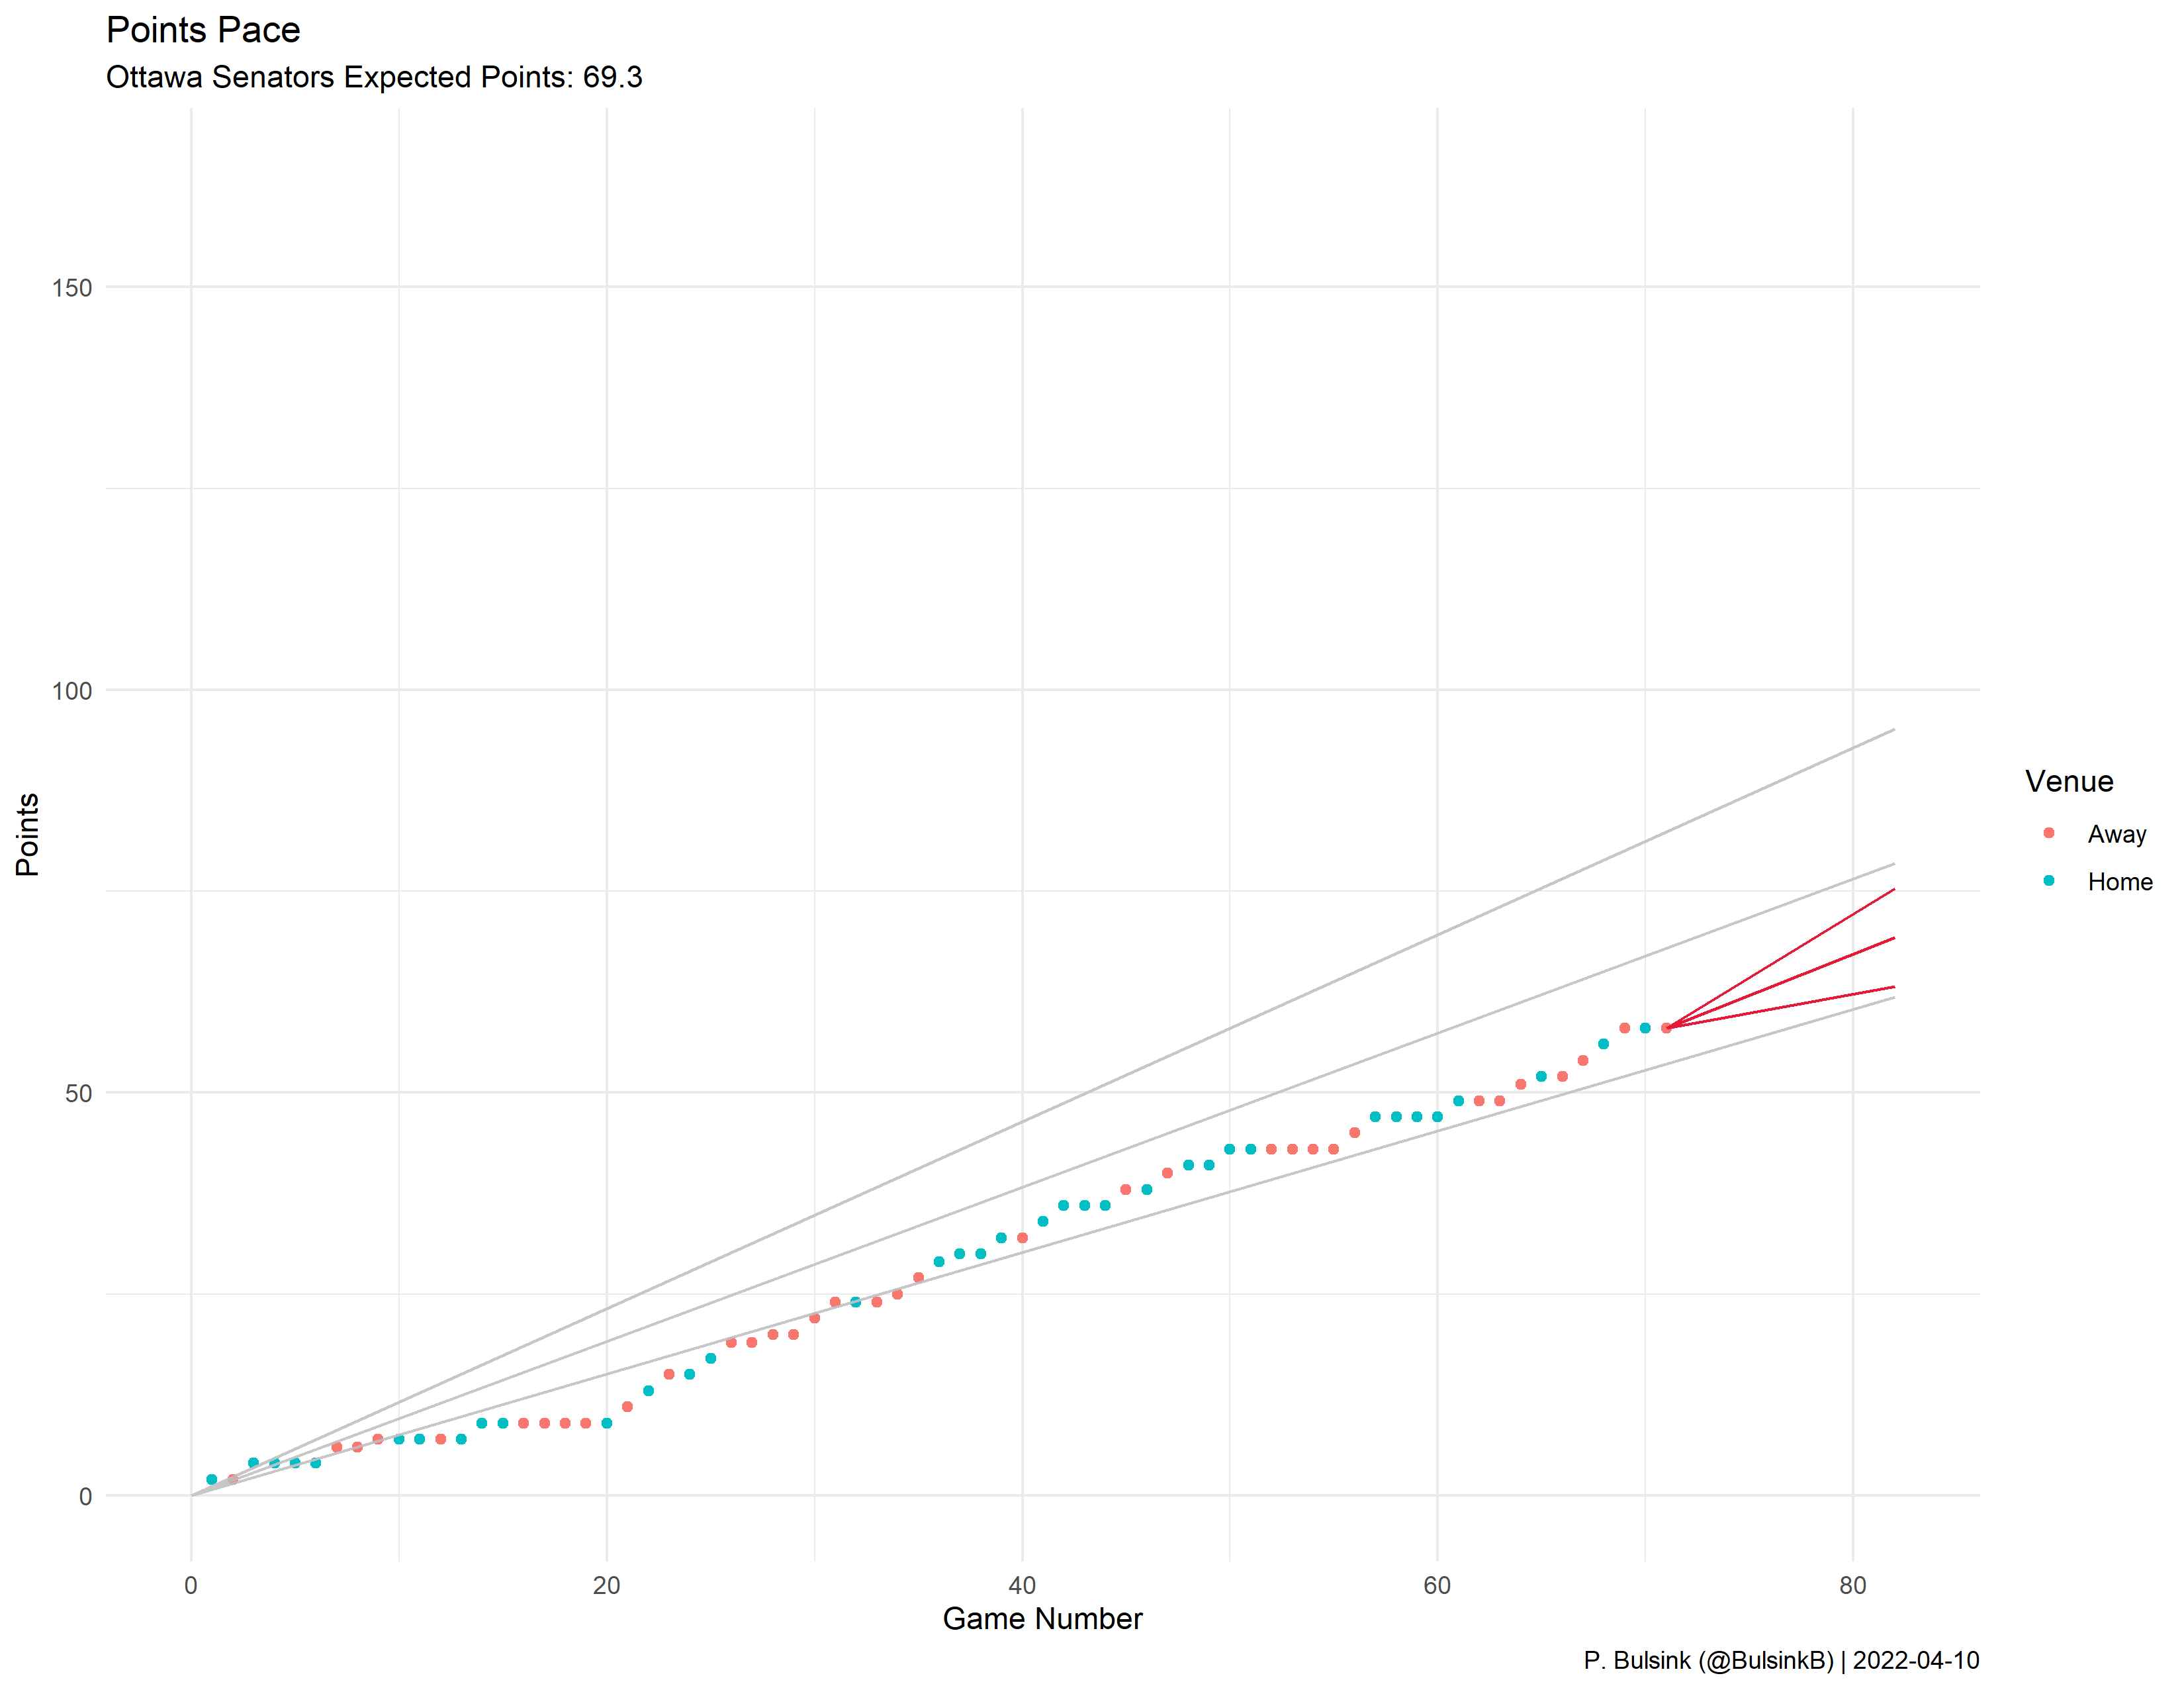 Points Pace
Ottawa Senators Expected Points: 69.3
150
100
50
0
Points
0 20 40 60 80
Game Number
Venue
Away
Home
P. Bulsink (@BulsinkB) | 2022-04-10